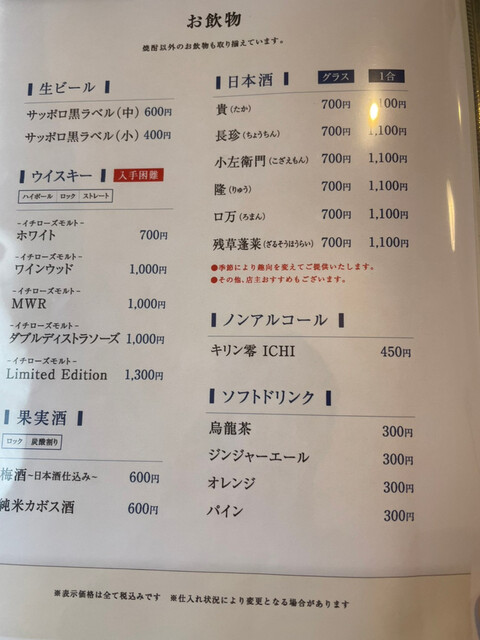 お飲物
焼酎以外のお飲物も取り揃えています。
生ビール
サッポロ黒ラベル(中) 600円
サッポロ黒ラベル(小) 400円
ウイスキー 入手困難
ハイボール ロック ストレート
-イチローズモルト-
ホワイト 700円
-イチローズモルト-
ワインウッド 1,000円
-イチローズモルト-
MWR 1,000円
-イチローズモルト-
ダブルディストラソーズ 1,000円
-イチローズモルト-
Limited Edition 1,300円
果実酒
ロック 炭酸割り
梅酒~日本酒仕込み~ 600円
純米カボス酒 600円
日本酒 グラス 1合
貴(たか) 700円 100円
長珍(ちょうちん) 700円 1,100円
小左衛門(こざえもん) 700円 1,100円
隆(りゅう) 700円 1,100円
ロ万(ろまん) 700円 1,100円
残草蓬莱(ざるそうほうらい) 700円 1,100円
●季節により趣向を変えてご提供いたします。
●その他、店主おすすめもございます。
ノンアルコール
キリン零 ICHI 450円
ソフトドリンク
烏龍茶 300円
ジンジャーエール 300円
オレンジ 300円
パイン 300円
※表示価格は全て税込みです ※仕入れ状況により変更となる場合があります